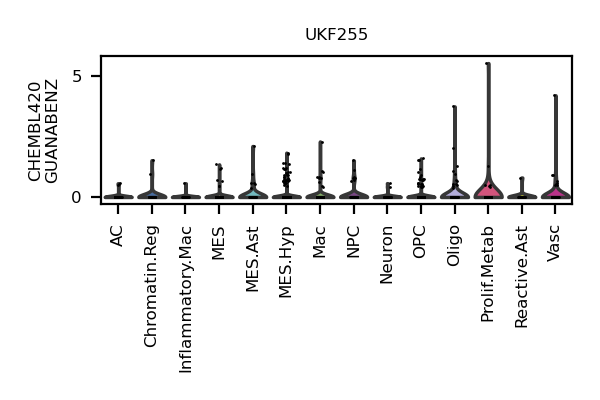 UKF255
CHEMBL420
GUANABENZ
5
0
AC
Chromatin.Reg
Inflammatory.Mac
MES
MES.Ast
MES.Hyp
Mac
NPC
Neuron
OPC
Oligo
Prolif.Metab
Reactive.Ast
Vasc